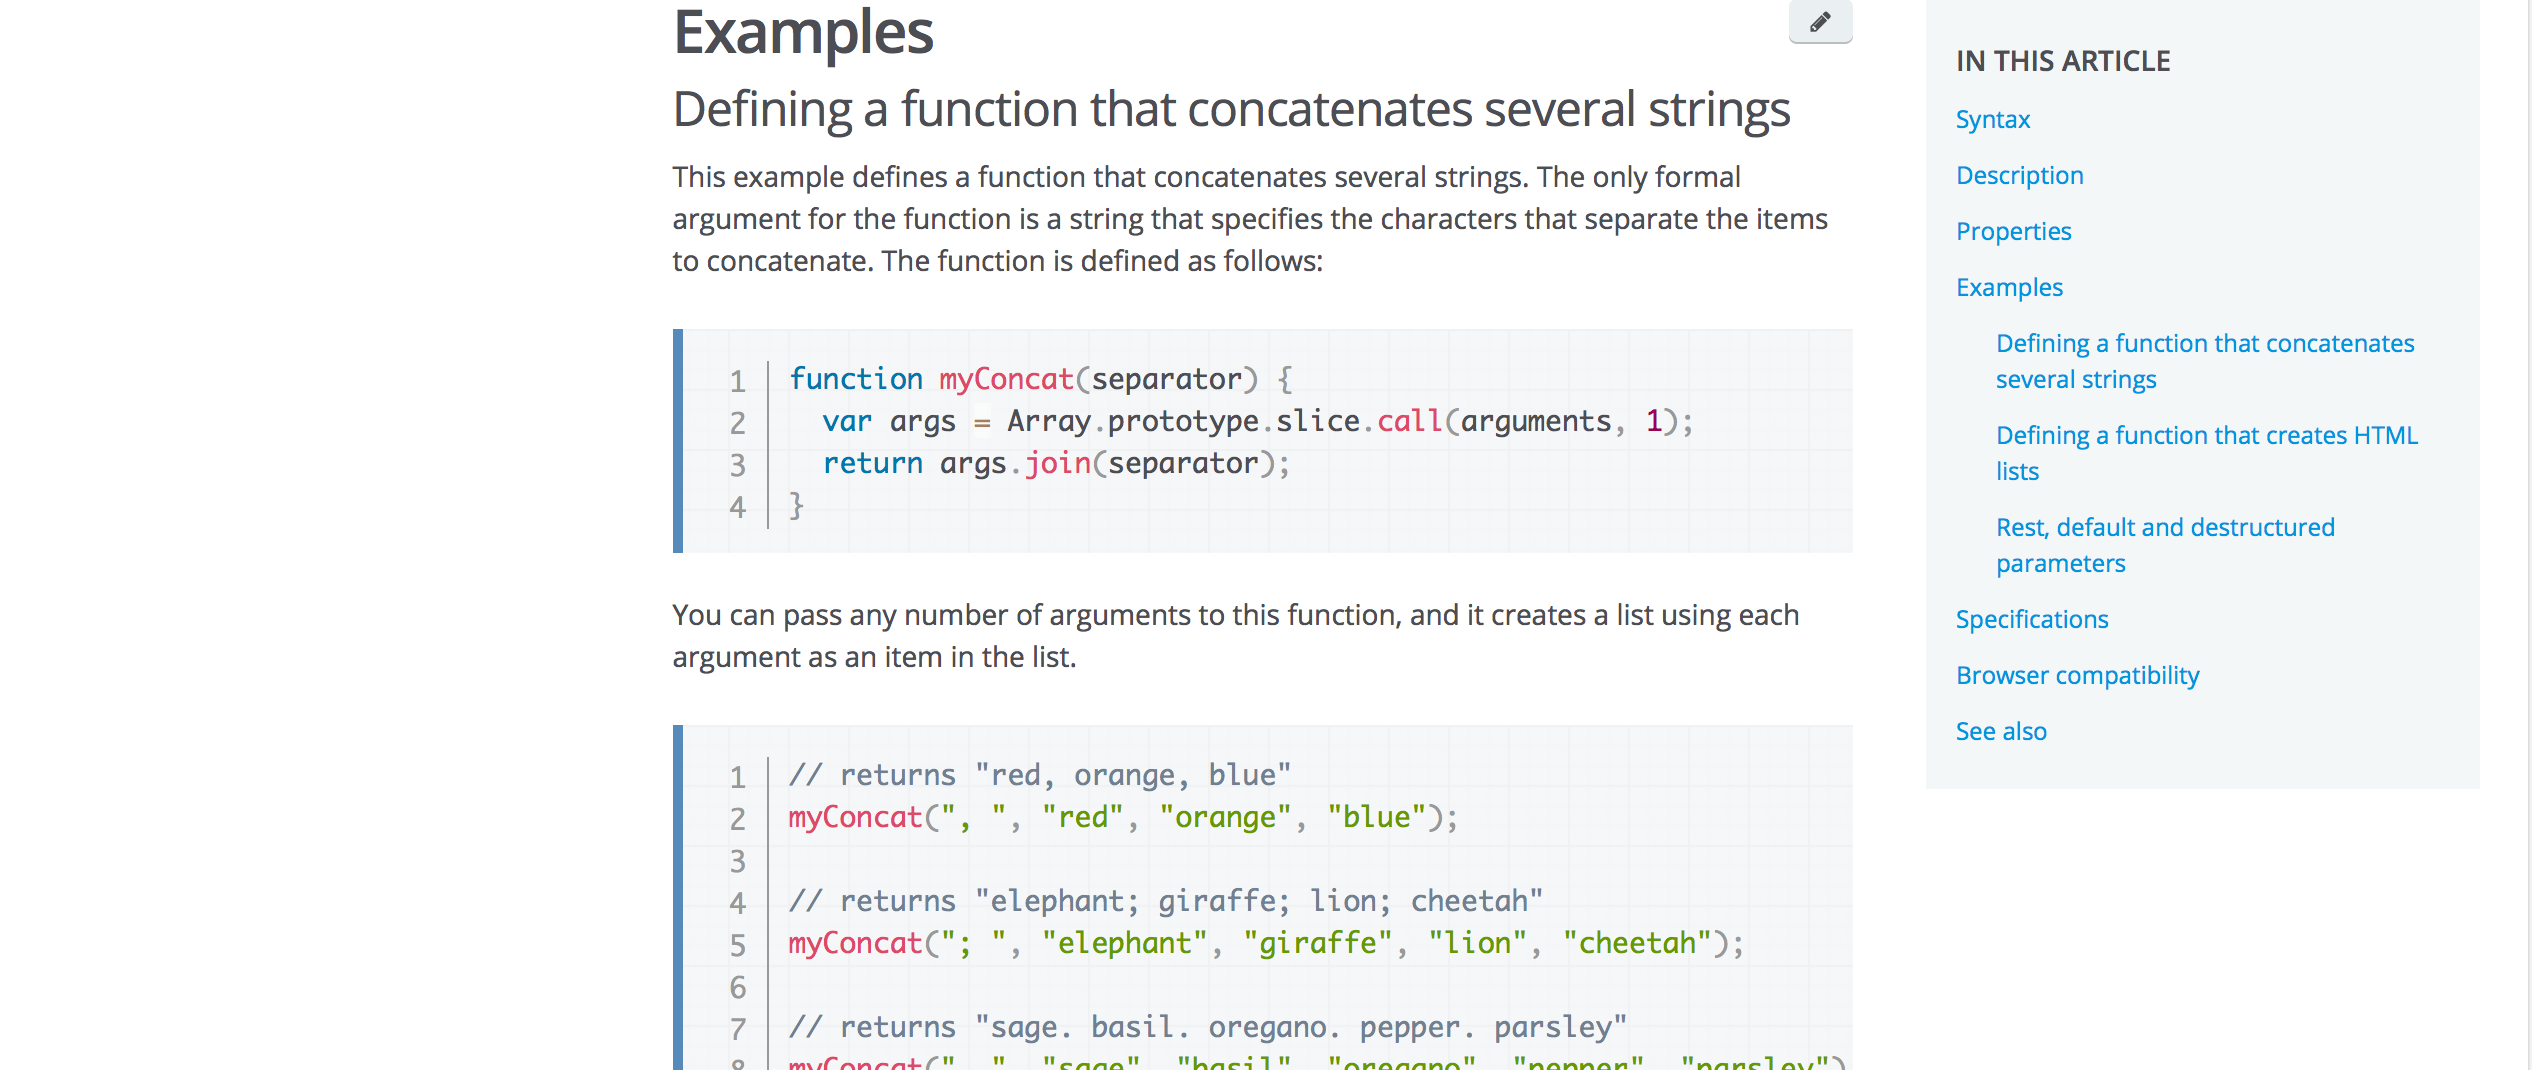 Examples
Defining a function that concatenates several strings
This example defines a function that concatenates several strings. The only formal
argument for the function is a string that specifies the characters that separate the items
to concatenate. The function is defined as follows:
1 function myConcat(separator) {
2   var args = Array.prototype.slice.call(arguments, 1);
3   return args.join(separator);
4 }
You can pass any number of arguments to this function, and it creates a list using each
argument as an item in the list.
1 // returns "red, orange, blue"
2 myConcat(", ", "red", "orange", "blue");
3
4 // returns "elephant; giraffe; lion; cheetah"
5 myConcat("; ", "elephant", "giraffe", "lion", "cheetah");
6
7 // returns "sage. basil. oregano. pepper. parsley"
8 myConcat(". ", "sage", "basil", "oregano", "pepper", "parsley")
IN THIS ARTICLE
Syntax
Description
Properties
Examples
Defining a function that concatenates
several strings
Defining a function that creates HTML
lists
Rest, default and destructured
parameters
Specifications
Browser compatibility
See also